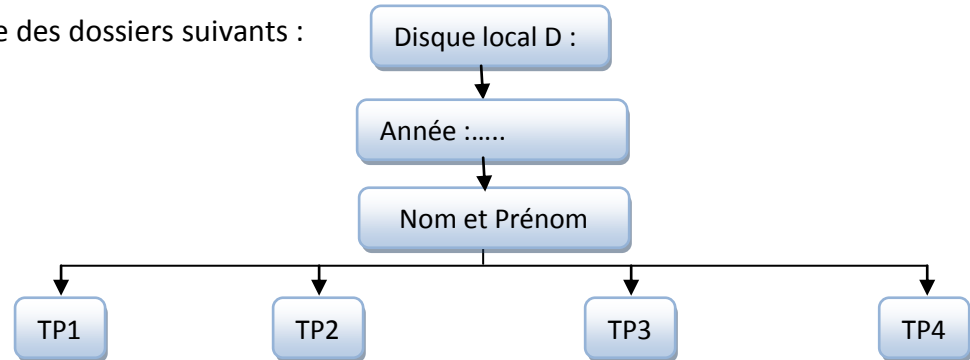 e des dossiers suivants :
Disque local D :
Année :…..
Nom et Prénom
TP1 TP2 TP3 TP4